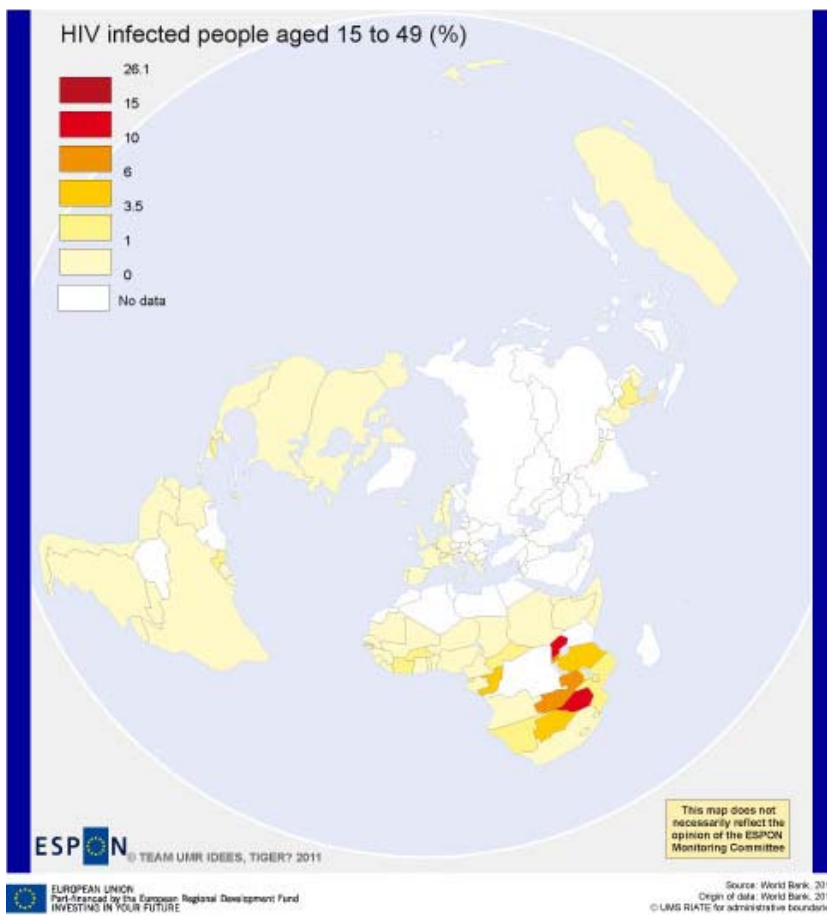 HIV infected people aged 15 to 49 (%)
26.1
15
10
6
3.5
1
0
No data
This map does not
necessarily reflect the
opinion of the ESPON
Monitoring Committee
ESPON
© TEAM UMR IDEES, TIGER? 2011
EUROPEAN UNION
Part-financed by the European Regional Development Fund
INVESTING IN YOUR FUTURE
Source: World Bank, 201
Origin of data: World Bank, 201
© UMS RIATE for administrative boundarie